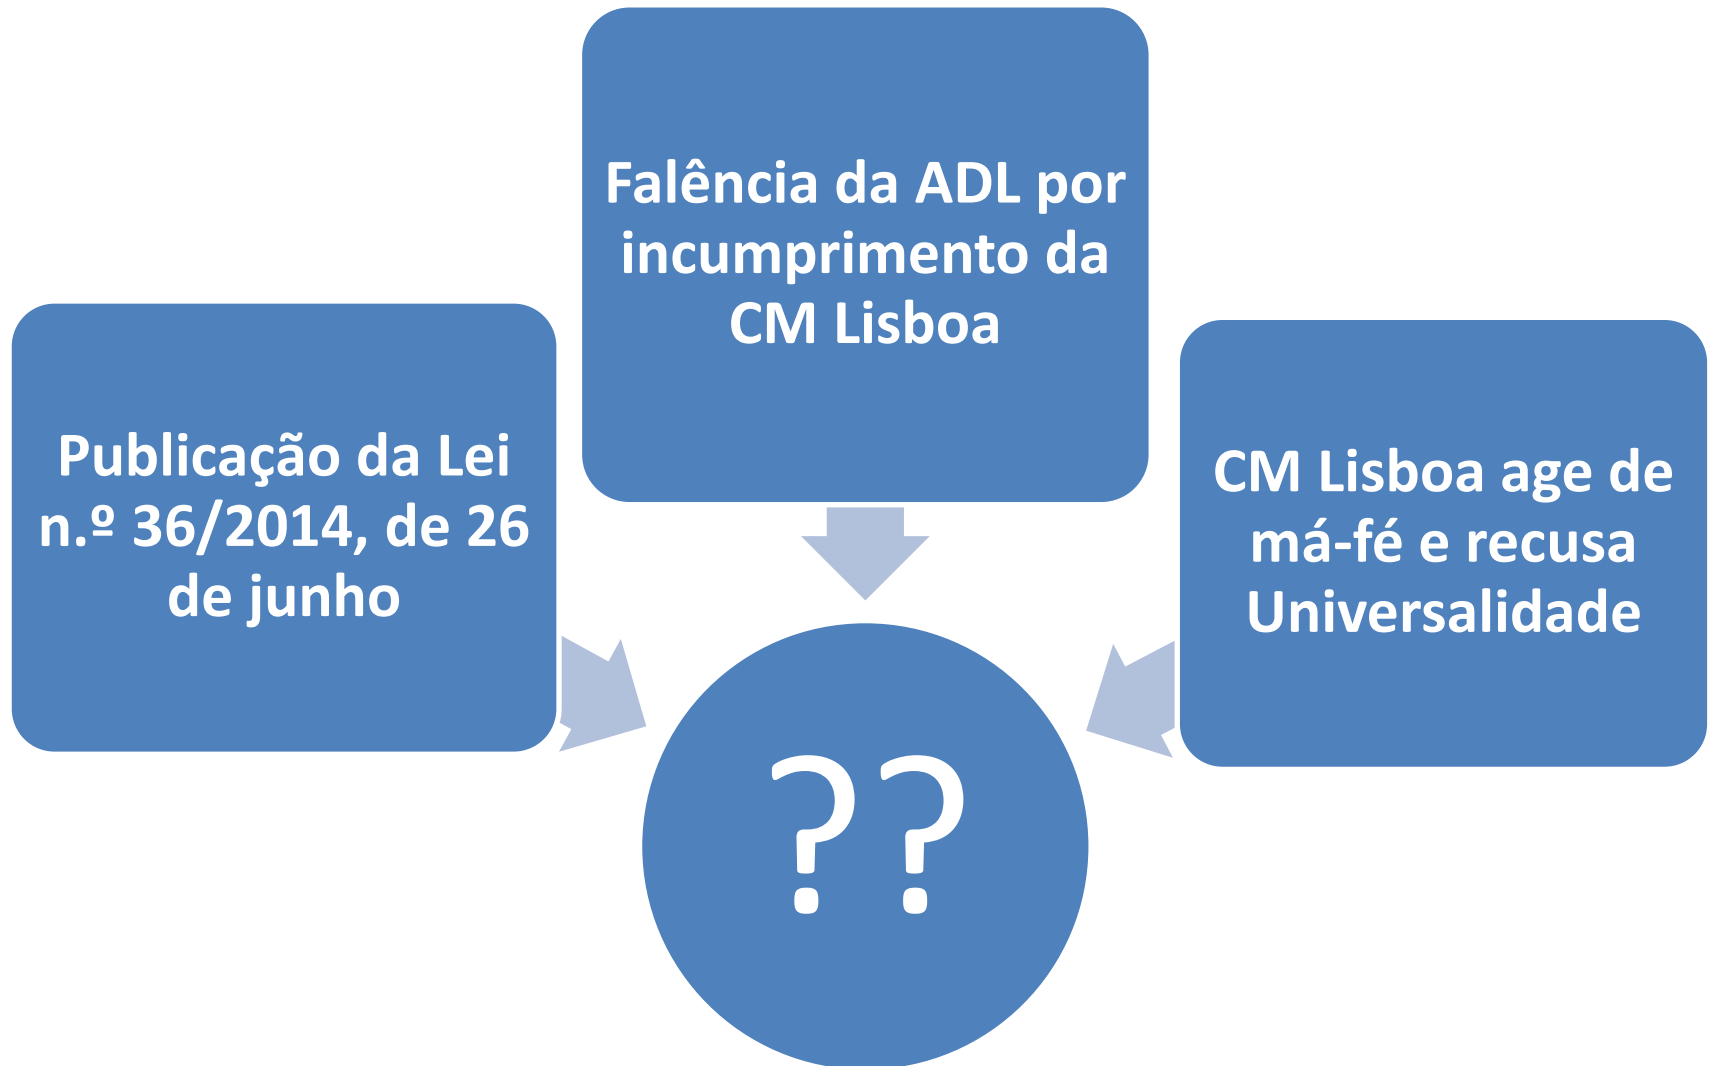 Falência da ADL por
incumprimento da
CM Lisboa
Publicação da Lei
n.º 36/2014, de 26
de junho
CM Lisboa age de
má-fé e recusa
Universalidade
??